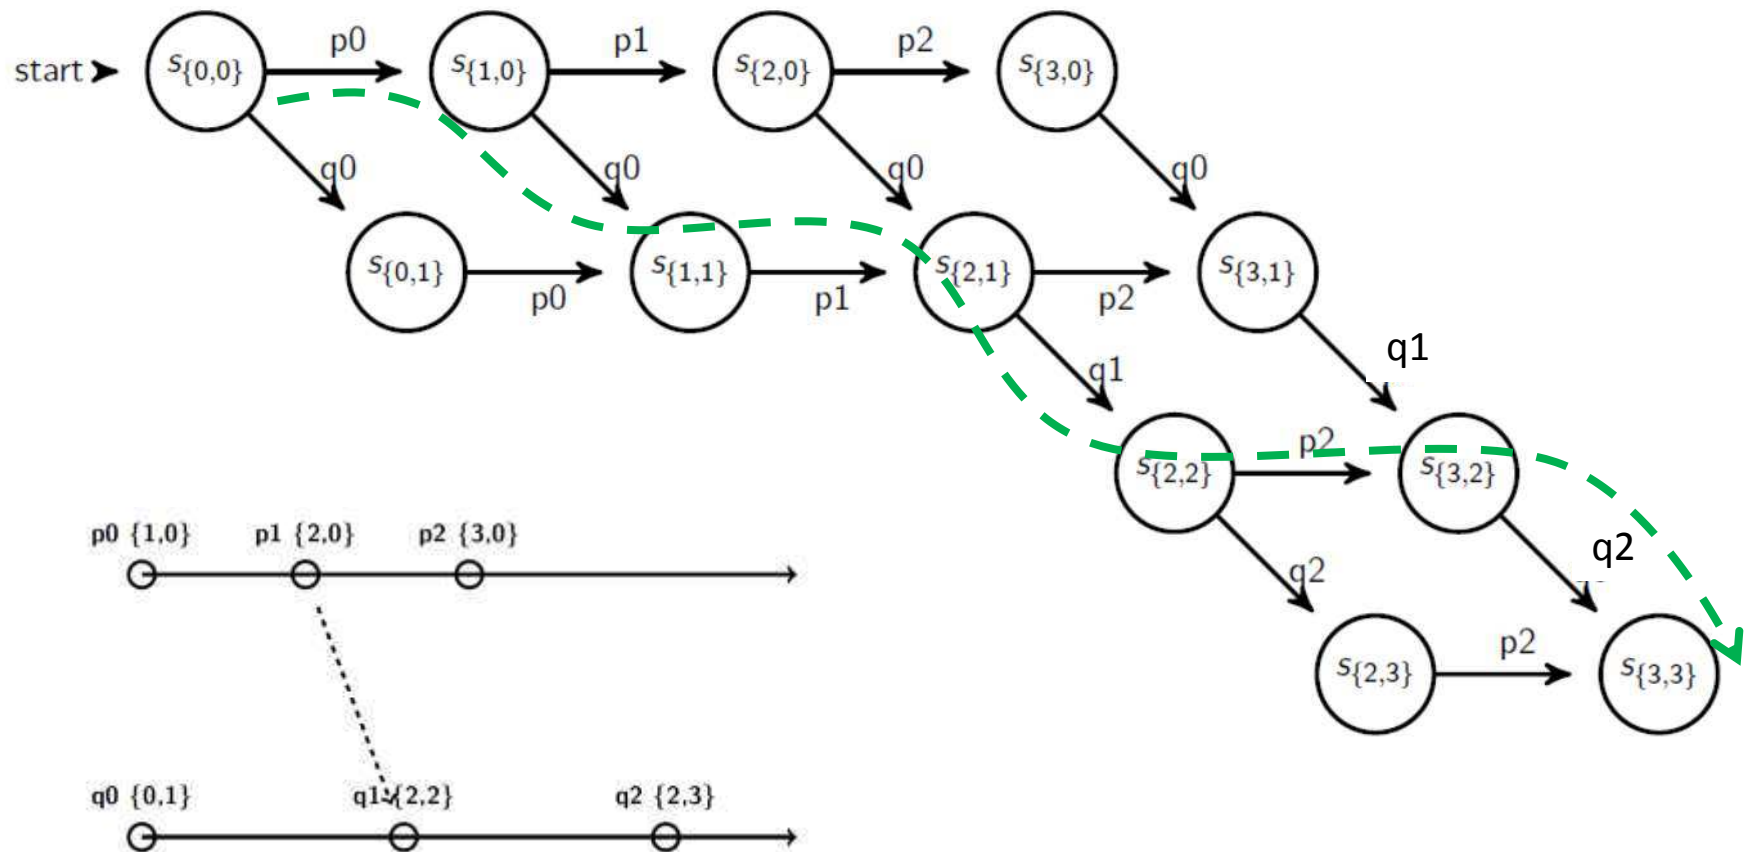 p0 p1 p2
start S{0,0} S{1,0} S{2,0} S{3,0}
q0 q0 q0 q0
S{0,1} S{1,1} S{2,1} S{3,1}
p0 p1 p2
q1 q1
p2
S{2,2} S{3,2}
p0 {1,0} p1 {2,0} p2 {3,0}
q2 q2
p2
S{2,3} S{3,3}
q0 {0,1} q1 {2,2} q2 {2,3}